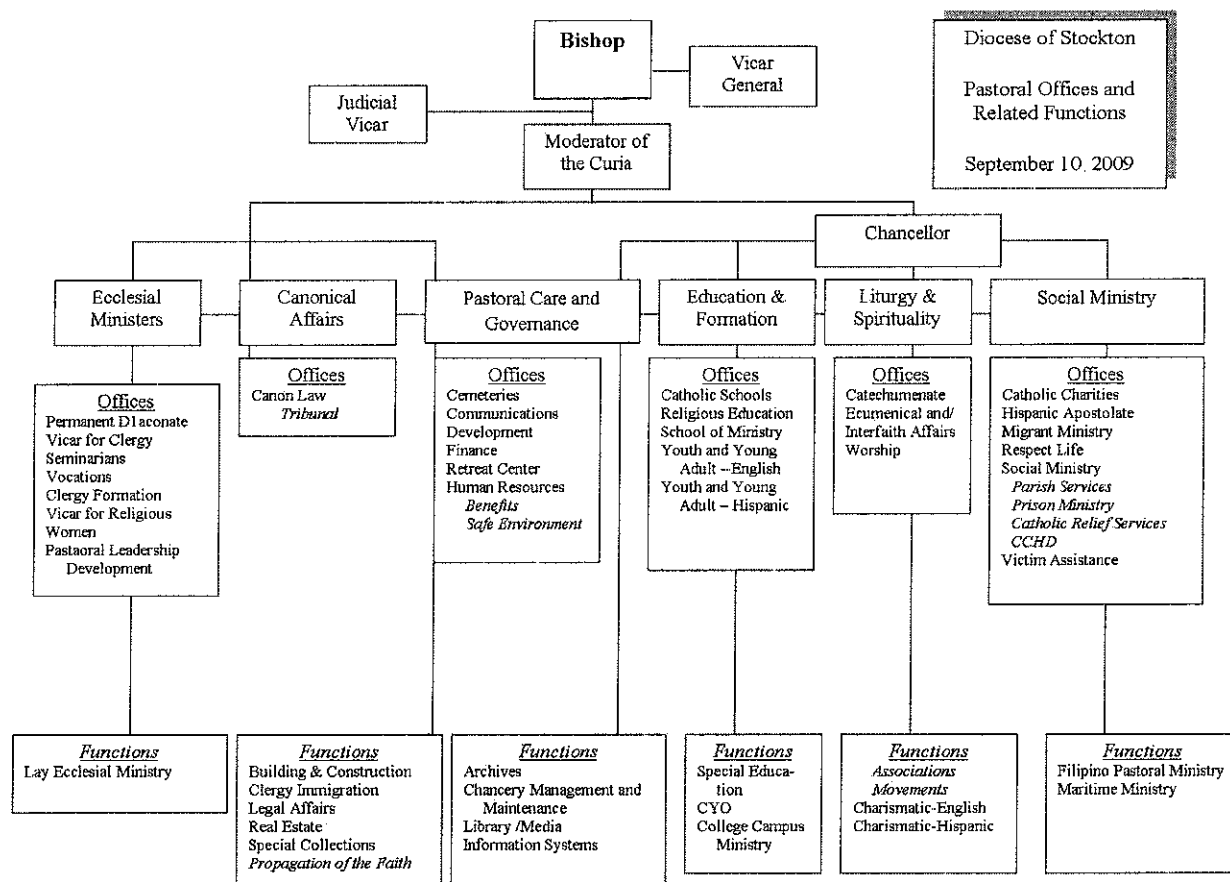 Bishop
Vicar
General
Judicial
Vicar
Moderator of
the Curia
Diocese of Stockton
Pastoral Offices and
Related Functions
September 10, 2009
Chancellor
Ecclesial
Ministers
Canonical
Affairs
Pastoral Care and
Governance
Education &
Formation
Liturgy &
Spirituality
Social Ministry
Offices
Permanent D1aconate
Vicar for Clergy
Seminarians
Vocations
Clergy Formation
Vicar for Religious
Women
Pastaoral Leadership
Development
Offices
Canon Law
Tribunal
Offices
Cemeteries
Communications
Development
Finance
Retreat Center
Human Resources
Benefits
Safe Environment
Offices
Catholic Schools
Religious Education
School of Ministry
Youth and Young
Adult –English
Youth and Young
Adult – Hispanic
Offices
Catechumenate
Ecumenical and/
Interfaith Affairs
Worship
Offices
Catholic Charities
Hispanic Apostolate
Migrant Ministry
Respect Life
Social Ministry
Parish Services
Prison Ministry
Catholic Relief Services
CCHD
Victim Assistance
Functions
Lay Ecclesial Ministry
Functions
Building & Construction
Clergy Immigration
Legal Affairs
Real Estate
Special Collections
Propagation of the Faith
Functions
Archives
Chancery Management and
Maintenance
Library /Media
Information Systems
Functions
Special Educa-
tion
CYO
College Campus
Ministry
Functions
Associations
Movements
Charismatic-English
Charismatic-Hispanic
Functions
Filipino Pastoral Ministry
Maritime Ministry